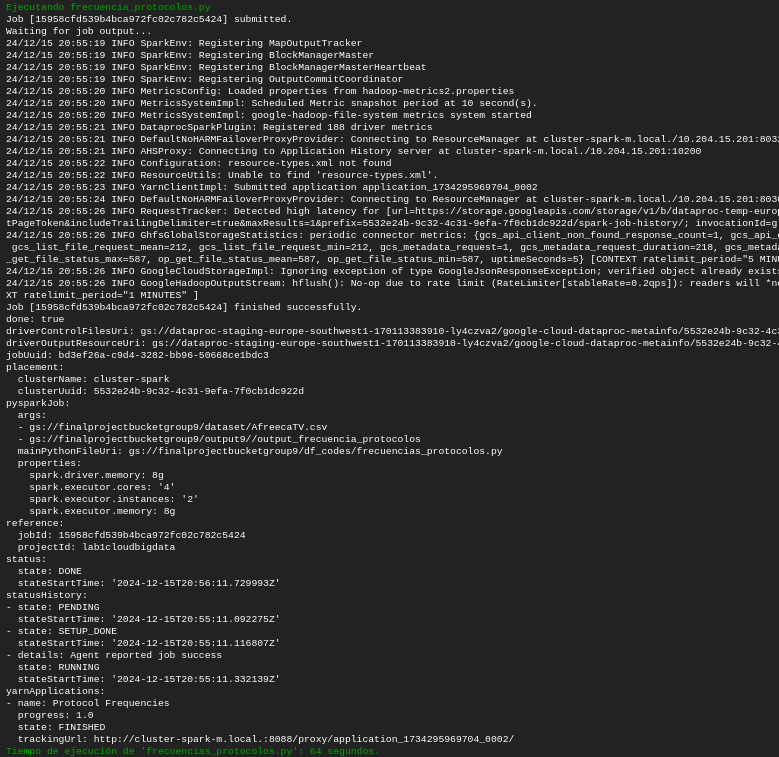 Ejecutando frecuencia_protocolos.py
Job [15958cfd539b4bca972fc02c782c5424] submitted.
Waiting for job output...
24/12/15 20:55:19 INFO SparkEnv: Registering MapOutputTracker
24/12/15 20:55:19 INFO SparkEnv: Registering BlockManagerMaster
24/12/15 20:55:19 INFO SparkEnv: Registering BlockManagerMasterHeartbeat
24/12/15 20:55:19 INFO SparkEnv: Registering OutputCommitCoordinator
24/12/15 20:55:20 INFO MetricsConfig: Loaded properties from hadoop-metrics2.properties
24/12/15 20:55:20 INFO MetricsSystemImpl: Scheduled Metric snapshot period at 10 second(s).
24/12/15 20:55:20 INFO MetricsSystemImpl: google-hadoop-file-system metrics system started
24/12/15 20:55:21 INFO DataprocSparkPlugin: Registered 188 driver metrics
24/12/15 20:55:21 INFO DefaultNoHARMFailoverProxyProvider: Connecting to ResourceManager at cluster-spark-m.local./10.204.15.201:8032
24/12/15 20:55:21 INFO AHSProxy: Connecting to Application History server at cluster-spark-m.local./10.204.15.201:10200
24/12/15 20:55:22 INFO Configuration: resource-types.xml not found
24/12/15 20:55:22 INFO ResourceUtils: Unable to find 'resource-types.xml'.
24/12/15 20:55:23 INFO YarnClientImpl: Submitted application application_1734295969704_0002
24/12/15 20:55:24 INFO DefaultNoHARMFailoverProxyProvider: Connecting to ResourceManager at cluster-spark-m.local./10.204.15.201:8030
24/12/15 20:55:26 INFO RequestTracker: Detected high latency for [url=https://storage.googleapis.com/storage/v1/b/dataproc-temp-europ
tPageToken&includeTrailingDelimiter=true&maxResults=1&prefix=5532e24b-9c32-4c31-9efa-7f0cb1dc922d/spark-job-history/; invocationId=g
24/12/15 20:55:26 INFO GhfsGlobalStorageStatistics: periodic connector metrics: {gcs_api_client_non_found_response_count=1, gcs_api_c
gcs_list_file_request_mean=212, gcs_list_file_request_min=212, gcs_metadata_request=1, gcs_metadata_request_duration=218, gcs_metada
_get_file_status_max=587, op_get_file_status_mean=587, op_get_file_status_min=587, uptimeSeconds=5} [CONTEXT ratelimit_period="5 MINU
24/12/15 20:55:26 INFO GoogleCloudStorageImpl: Ignoring exception of type GoogleJsonResponseException; verified object already exists
24/12/15 20:55:26 INFO GoogleHadoopOutputStream: hflush(): No-op due to rate limit (RateLimiter[stableRate=0.2qps]): readers will *no
XT ratelimit_period="1 MINUTES" ]
Job [15958cfd539b4bca972fc02c782c5424] finished successfully.
done: true
driverControlFilesUri: gs://dataproc-staging-europe-southwest1-170113383910-ly4czva2/google-cloud-dataproc-metainfo/5532e24b-9c32-4c3
driverOutputResourceUri: gs://dataproc-staging-europe-southwest1-170113383910-ly4czva2/google-cloud-dataproc-metainfo/5532e24b-9c32-4
jobUuid: bd3ef26a-c9d4-3282-bb96-50668ce1bdc3
placement:
  clusterName: cluster-spark
  clusterUuid: 5532e24b-9c32-4c31-9efa-7f0cb1dc922d
pysparkJob:
  args:
  - gs://finalprojectbucketgroup9/dataset/AfreecaTV.csv
  - gs://finalprojectbucketgroup9/output9//output_frecuencia_protocolos
  mainPythonFileUri: gs://finalprojectbucketgroup9/df_codes/frecuencias_protocolos.py
  properties:
    spark.driver.memory: 8g
    spark.executor.cores: '4'
    spark.executor.instances: '2'
    spark.executor.memory: 8g
reference:
  jobId: 15958cfd539b4bca972fc02c782c5424
  projectId: lab1cloudbigdata
status:
  state: DONE
  stateStartTime: '2024-12-15T20:56:11.729993Z'
statusHistory:
- state: PENDING
  stateStartTime: '2024-12-15T20:55:11.092275Z'
- state: SETUP_DONE
  stateStartTime: '2024-12-15T20:55:11.116807Z'
- details: Agent reported job success
  state: RUNNING
  stateStartTime: '2024-12-15T20:55:11.332139Z'
yarnApplications:
- name: Protocol Frequencies
  progress: 1.0
  state: FINISHED
  trackingUrl: http://cluster-spark-m.local.:8088/proxy/application_1734295969704_0002/
Tiempo de ejecución de 'frecuencias_protocolos.py': 64 segundos.